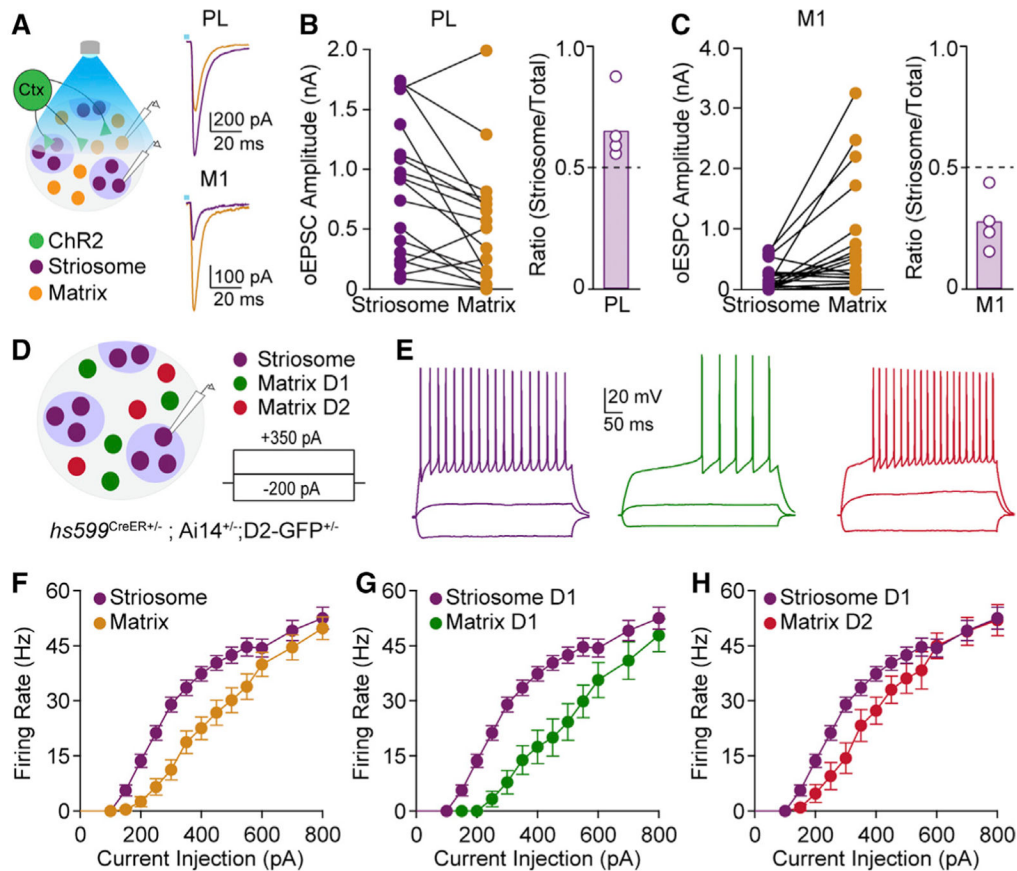 A
PL
Ctx
200 pA
20 ms
M1
100 pA
20 ms
ChR2
Striosome
Matrix
B
PL
oEPSC Amplitude (nA)
2.0
1.5
1.0
0.5
0
Striosome Matrix
Ratio (Striosome/Total)
1.0
0.5
0
PL
C
M1
oESPC Amplitude (nA)
4.0
3.0
2.0
1.0
0
Striosome Matrix
Ratio (Striosome/Total)
1.0
0.5
0
M1
D
Striosome
Matrix D1
Matrix D2
+350 pA
-200 pA
hs599CreER+/- ; Ai14+/-;D2-GFP+/-
E
20 mV
50 ms
F
Striosome
Matrix
Firing Rate (Hz)
60
45
30
15
0
0 200 400 600 800
Current Injection (pA)
G
Striosome D1
Matrix D1
Firing Rate (Hz)
60
45
30
15
0
0 200 400 600 800
Current Injection (pA)
H
Striosome D1
Matrix D2
Firing Rate (Hz)
60
45
30
15
0
0 200 400 600 800
Current Injection (pA)